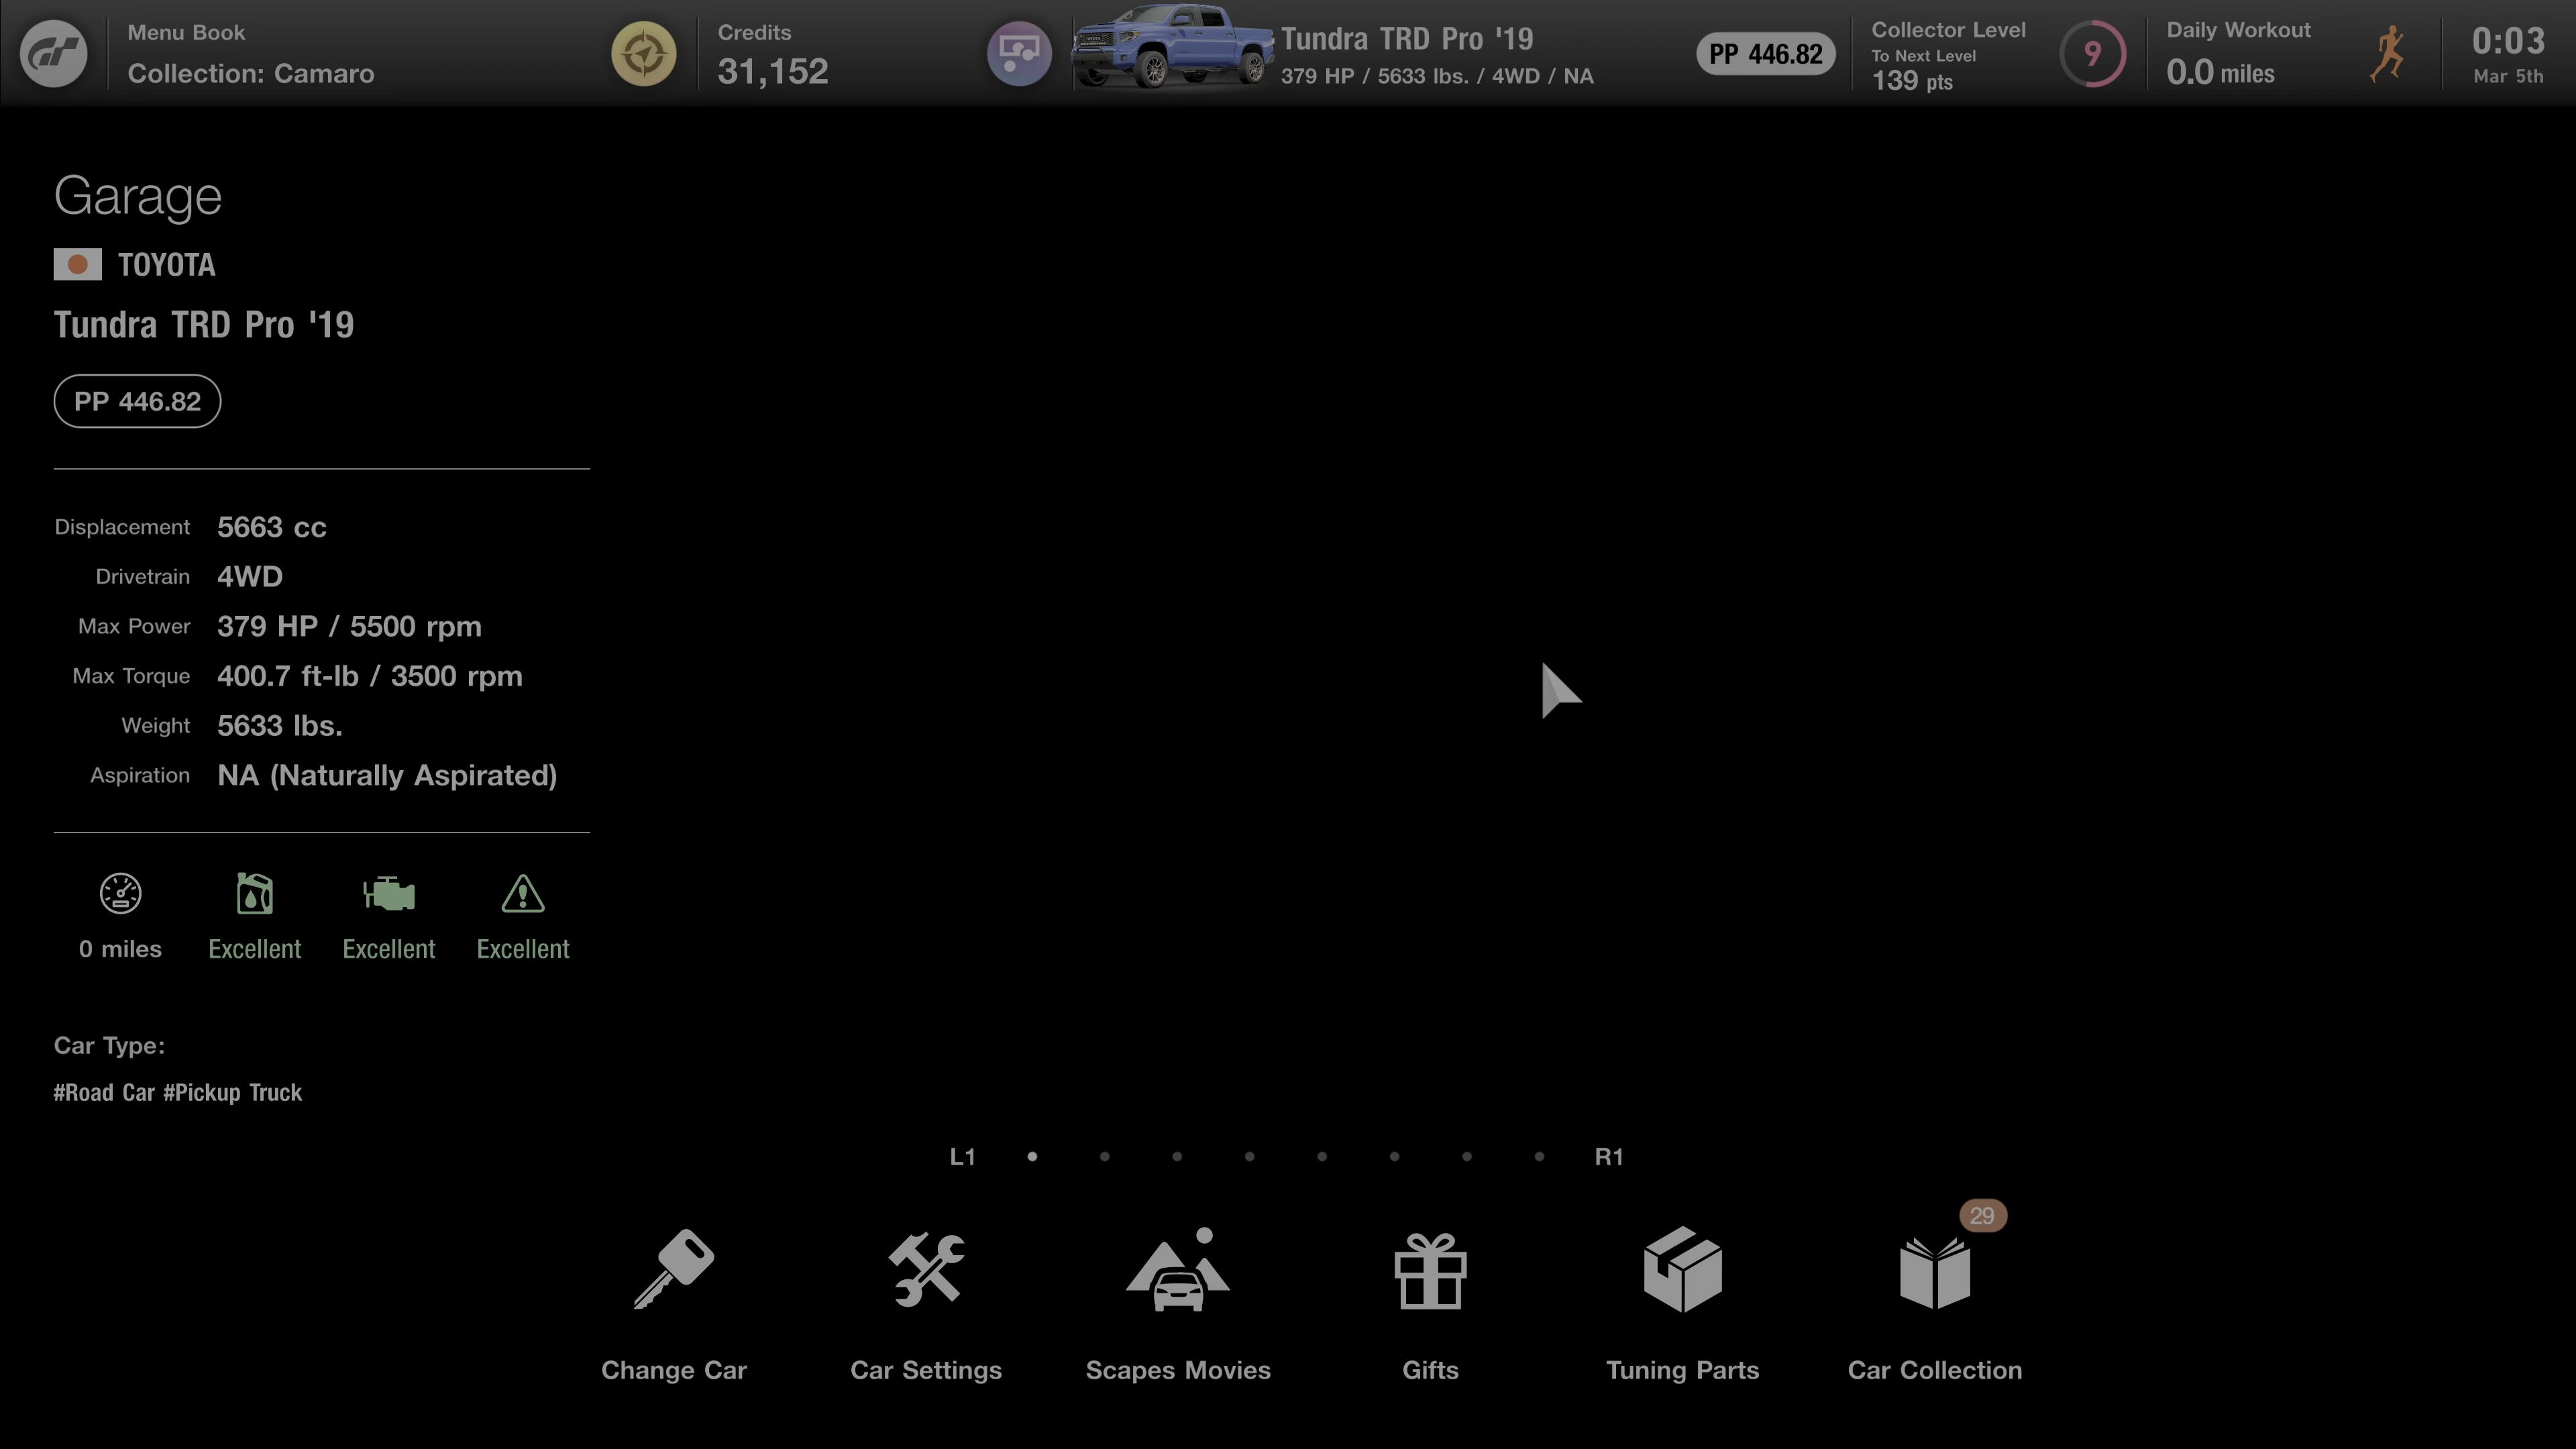 Menu Book
Collection: Camaro
Credits
31,152
Tundra TRD Pro '19
379 HP / 5633 lbs. / 4WD / NA
PP 446.82
Collector Level
To Next Level
139 pts
9
Daily Workout
0.0 miles
0:03
Mar 5th
Garage
TOYOTA
Tundra TRD Pro '19
PP 446.82
Displacement 5663 cc
Drivetrain 4WD
Max Power 379 HP / 5500 rpm
Max Torque 400.7 ft-lb / 3500 rpm
Weight 5633 lbs.
Aspiration NA (Naturally Aspirated)
0 miles Excellent Excellent Excellent
Car Type:
#Road Car #Pickup Truck
L1 R1
29
Change Car Car Settings Scapes Movies Gifts Tuning Parts Car Collection